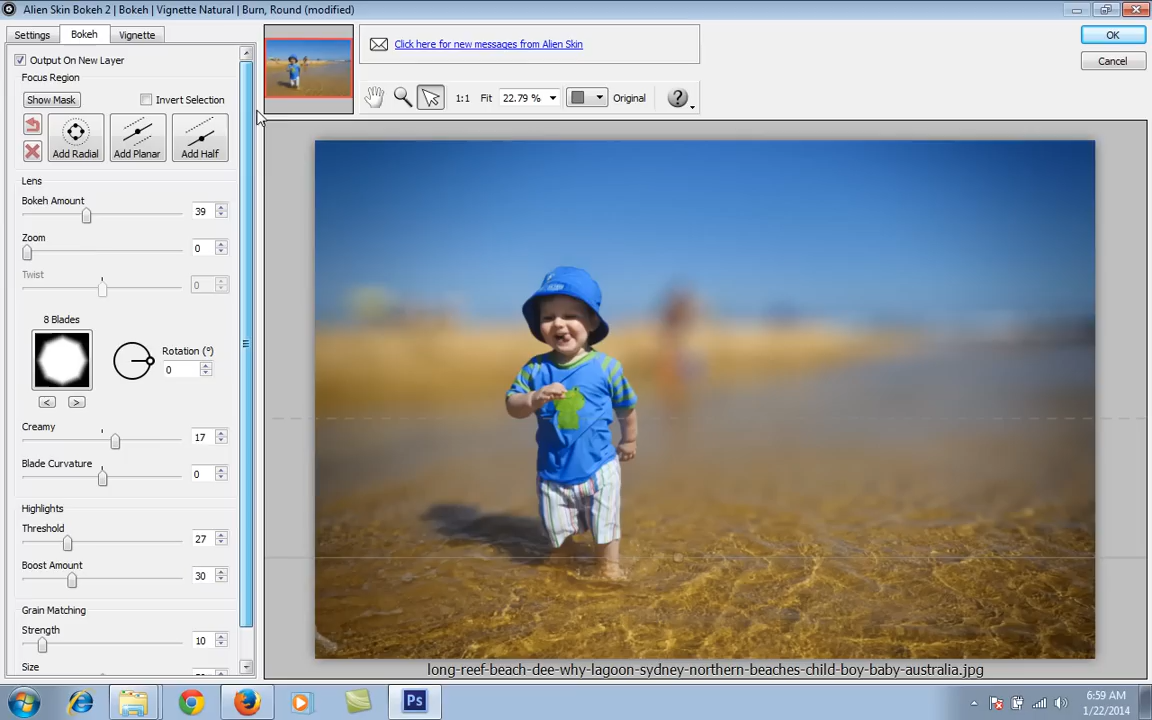 Alien Skin Bokeh 2 | Bokeh | Vignette Natural | Burn, Round (modified)
Settings Bokeh Vignette
Output On New Layer
Focus Region
Show Mask Invert Selection
Add Radial Add Planar Add Half
Lens
Bokeh Amount
39
Zoom
0
Twist
0
8 Blades
Rotation (°)
0
< >
Creamy
17
Blade Curvature
0
Highlights
Threshold
27
Boost Amount
30
Grain Matching
Strength
10
Size
Click here for new messages from Alien Skin
1:1 Fit 22.79 % Original ?
OK
Cancel
long-reef-beach-dee-why-lagoon-sydney-northern-beaches-child-boy-baby-australia.jpg
Ps
6:59 AM
1/22/2014